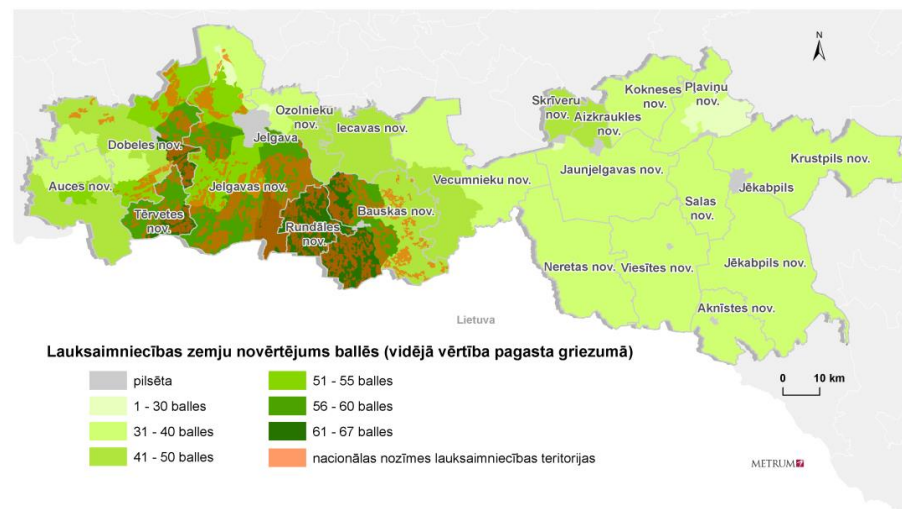 N
Kokneses
nov.
Pļaviņu
nov.
Skrīveru
nov.
Aizkraukles
nov.
Ozolnieku
nov.
Iecavas nov.
Jelgava
Dobeles nov.
Krustpils nov.
Jaunjelgavas nov.
Vecumnieku nov.
Jēkabpils
Auces nov.
Jelgavas nov.
Salas
nov.
Bauskas nov.
Tērvetes
nov.
Rundāles
nov.
Neretas nov.
Viesītes nov.
Jēkabpils nov.
Aknīstes nov.
Lietuva
Lauksaimniecības zemju novērtējums ballēs (vidējā vērtība pagasta griezumā)
pilsēta
1 - 30 balles
31 - 40 balles
41 - 50 balles
51 - 55 balles
56 - 60 balles
61 - 67 balles
nacionālas nozīmes lauksaimniecības teritorijas
0 10 km
METRUM